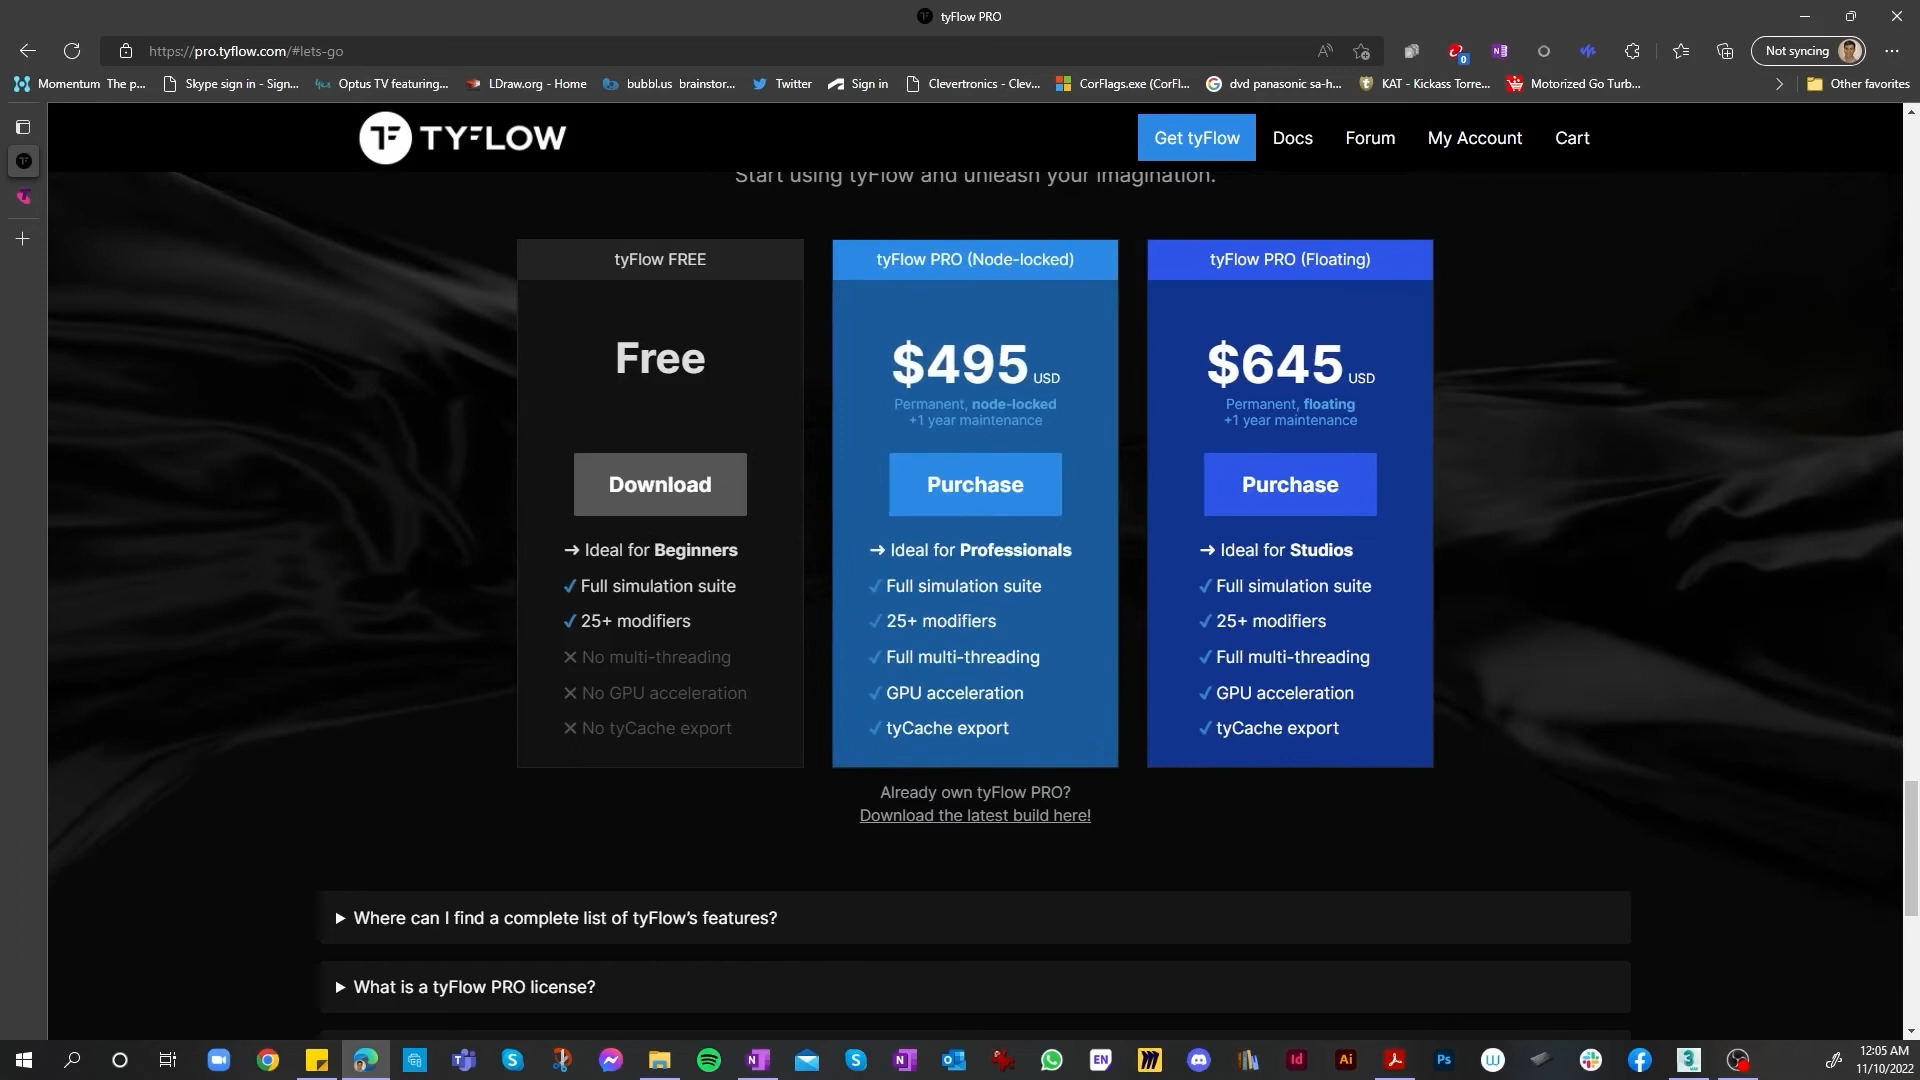 tyFlow PRO
https://pro.tyflow.com/#lets-go
Not syncing
Momentum The p...
Skype sign in - Sign...
Optus TV featuring...
LDraw.org - Home
bubbl.us brainstor...
Twitter
Sign in
Clevertronics - Clev...
CorFlags.exe (CorFl...
dvd panasonic sa-h...
KAT - Kickass Torre...
Motorized Go Turb...
Other favorites
TYFLOW
Get tyFlow
Docs
Forum
My Account
Cart
Start using tyFlow and unleash your imagination.
tyFlow FREE
Free
Download
→ Ideal for Beginners
✓ Full simulation suite
✓ 25+ modifiers
✕ No multi-threading
✕ No GPU acceleration
✕ No tyCache export
tyFlow PRO (Node-locked)
$495 USD
Permanent, node-locked
+1 year maintenance
Purchase
→ Ideal for Professionals
✓ Full simulation suite
✓ 25+ modifiers
✓ Full multi-threading
✓ GPU acceleration
✓ tyCache export
tyFlow PRO (Floating)
$645 USD
Permanent, floating
+1 year maintenance
Purchase
→ Ideal for Studios
✓ Full simulation suite
✓ 25+ modifiers
✓ Full multi-threading
✓ GPU acceleration
✓ tyCache export
Already own tyFlow PRO?
Download the latest build here!
Where can I find a complete list of tyFlow's features?
What is a tyFlow PRO license?
12:05 AM
11/10/2022